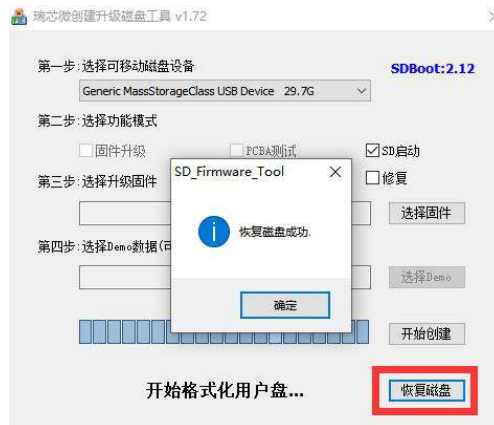 瑞芯微创建升级磁盘工具 v1.72
第一步:选择可移动磁盘设备
SDBoot:2.12
Generic MassStorageClass USB Device 29.7G
第二步:选择功能模式
固件升级
PCBA测试
SD启动
SD_Firmware_Tool
修复
第三步:选择升级固件
选择固件
恢复磁盘成功.
第四步:选择Demo数据(可
选择Demo
确定
开始创建
开始格式化用户盘...
恢复磁盘